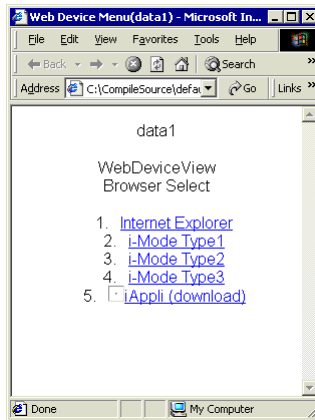 Web Device Menu(data1) - Microsoft In...
File Edit View Favorites Tools Help
Back Search »
Address C:\CompileSource\defau Go Links »
data1
WebDeviceView
Browser Select
1. Internet Explorer
2. i-Mode Type1
3. i-Mode Type2
4. i-Mode Type3
5. iAppli (download)
Done My Computer